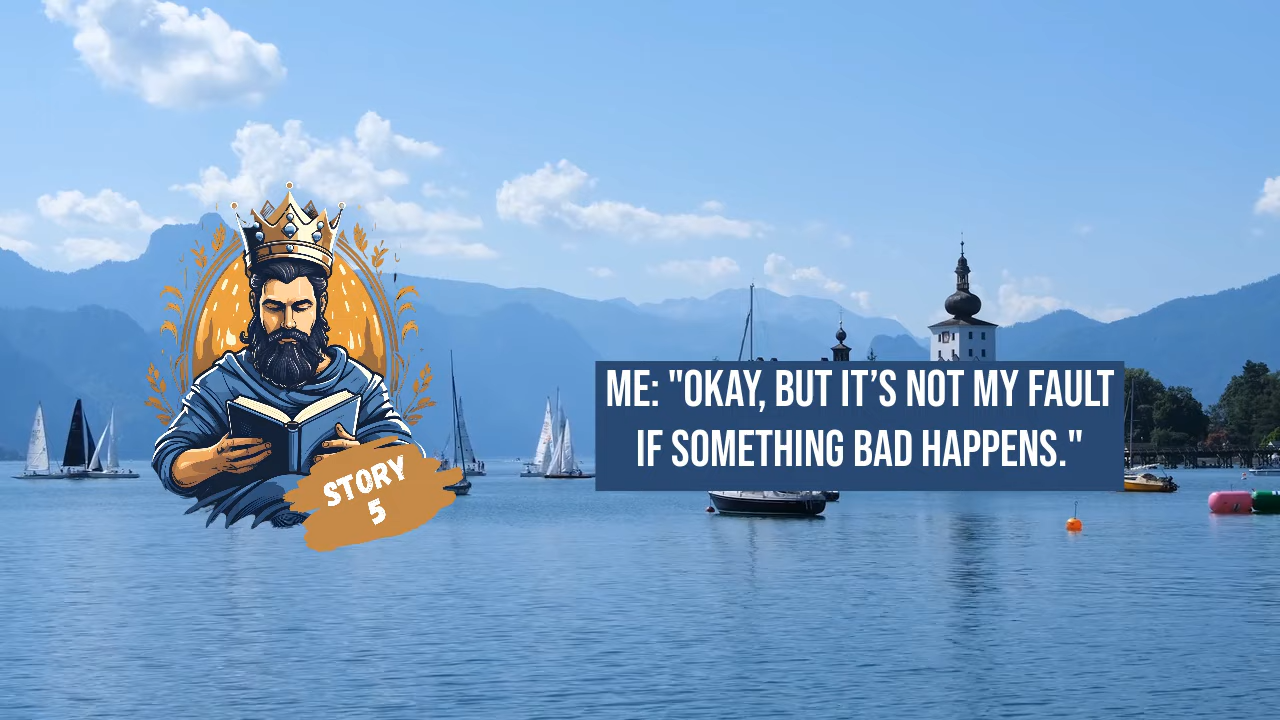 STORY
5
ME: "OKAY, BUT IT’S NOT MY FAULT
IF SOMETHING BAD HAPPENS."